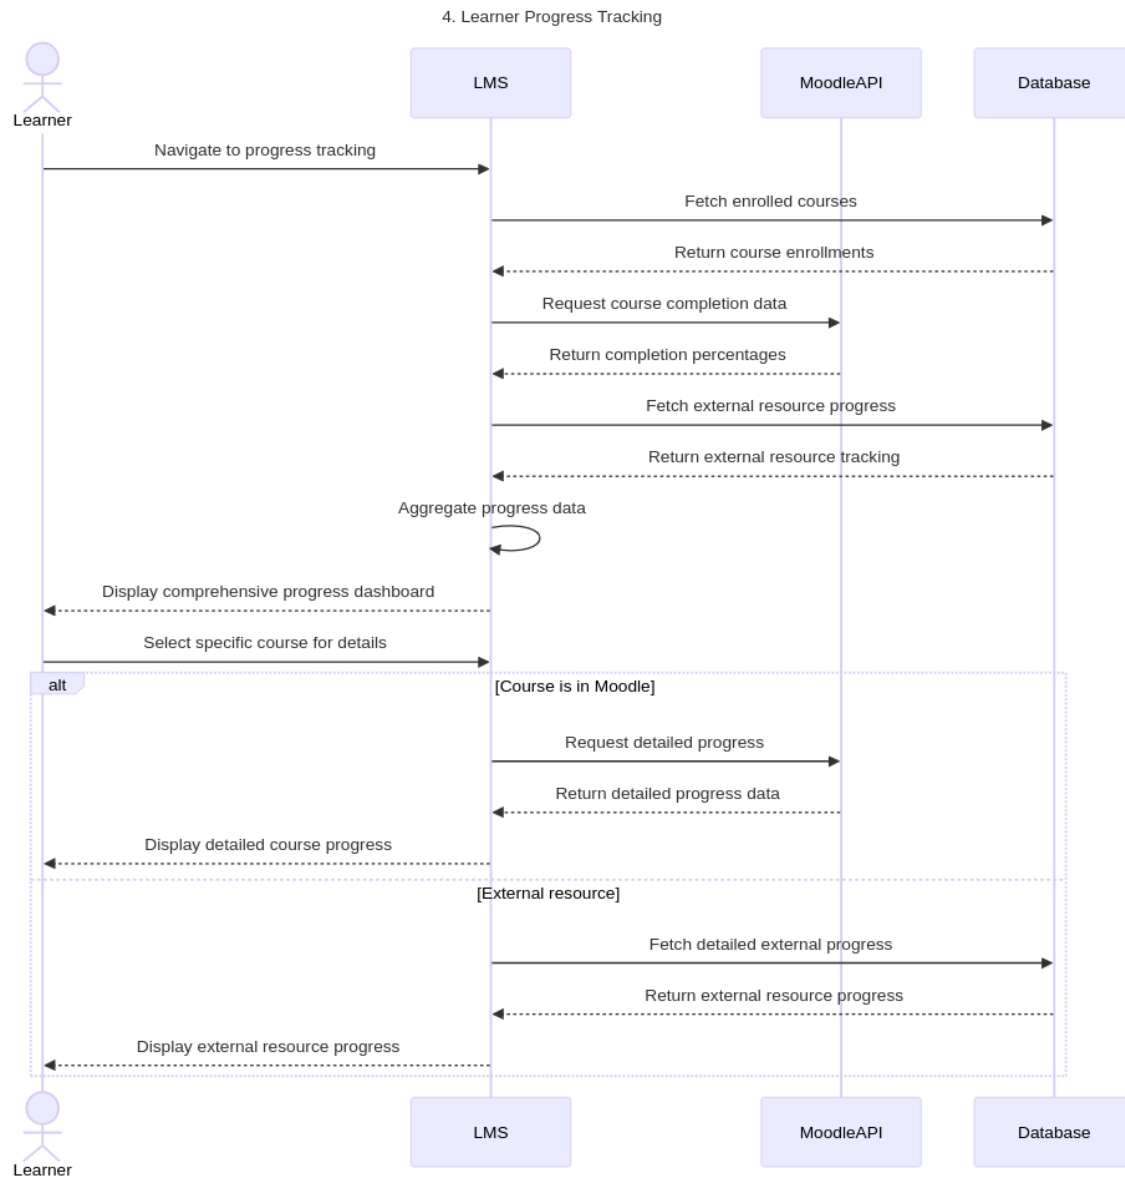 4. Learner Progress Tracking
Learner
LMS
MoodleAPI
Database
Navigate to progress tracking
Fetch enrolled courses
Return course enrollments
Request course completion data
Return completion percentages
Fetch external resource progress
Return external resource tracking
Aggregate progress data
Display comprehensive progress dashboard
Select specific course for details
alt
[Course is in Moodle]
Request detailed progress
Return detailed progress data
Display detailed course progress
[External resource]
Fetch detailed external progress
Return external resource progress
Display external resource progress
Learner
LMS
MoodleAPI
Database